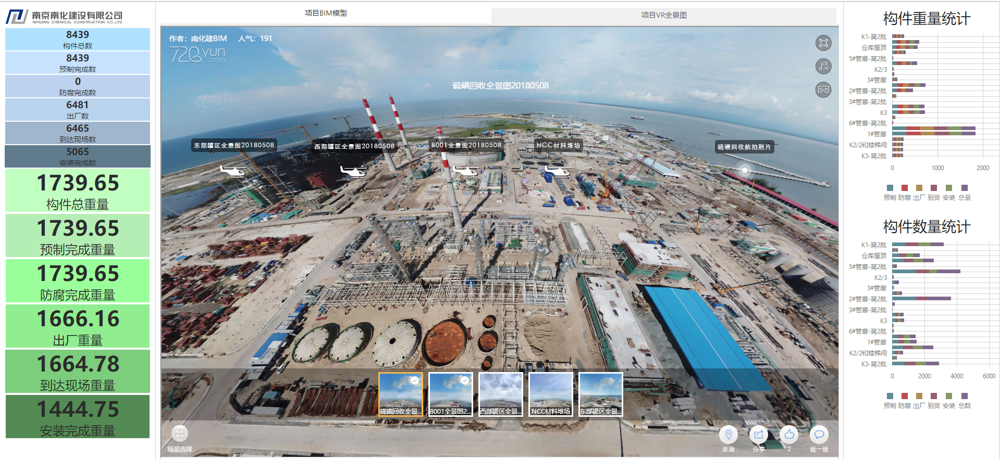 南京南化建设有限公司
NANJING CHEMICAL CONSTRUCTION CO.,LTD
8439
构件总数
8439
预制完成数
0
防腐完成数
6481
出厂数
6465
到达现场数
5065
安装完成数
1739.65
构件总重量
1739.65
预制完成重量
1739.65
防腐完成重量
1666.16
出厂重量
1664.78
到达现场重量
1444.75
安装完成重量
项目BIM模型
项目VR全景图
作者：南化建BIM 人气：191
720yun
.com
硫磺回收全景图20180508
东部罐区全景图20180508
西部罐区全景图20180508
8001全景图20180508
NCC材料堆场
硫磺回收航拍照片
硫磺回收全景...
8001全景图2...
西部罐区全景...
NCC材料堆场
东部罐区全景...
场景选择
足迹
分享
2
说一说
构件重量统计
K1-第2批
仓库屋顶
5#管廊-第2批
K2/3
3#管廊
2#管廊-第2批
3#管廊-第2批
K3
6#管廊-第2批
1#管廊
K2/2和楼梯间
K3-第2批
0 1000 2000
预制 防腐 出厂 到货 安装 总量
构件数量统计
K1-第2批
仓库屋顶
5#管廊-第2批
K2/3
3#管廊
2#管廊-第2批
3#管廊-第2批
K3
6#管廊-第2批
1#管廊
K2/2和楼梯间
K3-第2批
0 2000 4000 6000
预制 防腐 出厂 到货 安装 总数